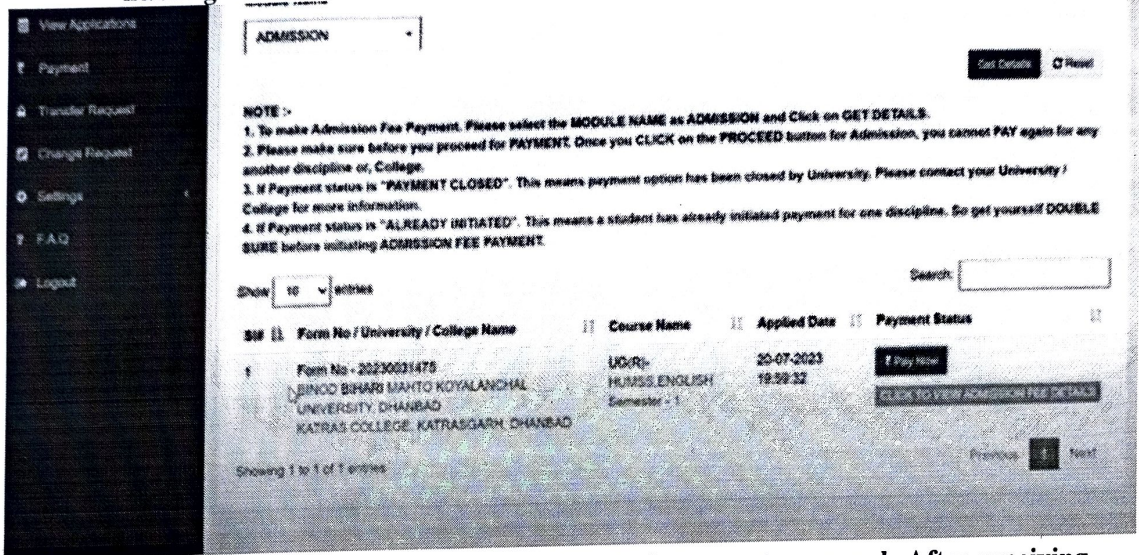 View Applications
Payment
Transfer Request
Change Request
Settings
F.A.Q
Logout
ADMISSION
Get Details Reset
NOTE :-
1. To make Admission Fee Payment. Please select the MODULE NAME as ADMISSION and Click on GET DETAILS.
2. Please make sure before you proceed for PAYMENT. Once you CLICK on the PROCEED button for Admission, you cannot PAY again for any
another discipline or, College.
3. If Payment status is "PAYMENT CLOSED". This means payment option has been closed by University. Please contact your University /
College for more information.
4. If Payment status is "ALREADY INITIATED". This means a student has already initiated payment for one discipline. So get yourself DOUBLE
SURE before initiating ADMISSION FEE PAYMENT.
Show 10 entries
Search:
S# Form No / University / College Name Course Name Applied Date Payment Status
1 Form No - 20230031475 UG(R)- 20-07-2023 ₹ Pay Now
BINOD BIHARI MAHTO KOYALANCHAL HUMSS.ENGLISH 19:59:32
UNIVERSITY, DHANBAD Semester - 1 CLICK TO VIEW ADMISSION FEE DETAILS
KATRAS COLLEGE, KATRASGARH, DHANBAD
Showing 1 to 1 of 1 entries
Previous 1 Next
After receiving